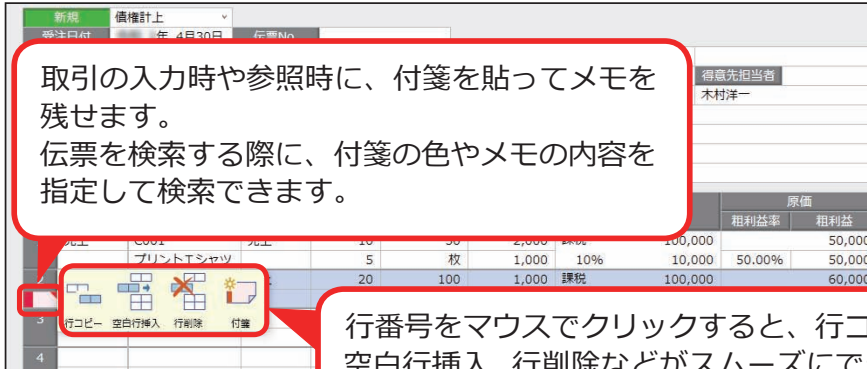 新規 債権計上
受注日付 年 4月30日 伝票No.
取引の入力時や参照時に、付箋を貼ってメモを
残せます。
伝票を検索する際に、付箋の色やメモの内容を
指定して検索できます。
得意先担当者
木村洋一
原価
粗利益率 粗利益
売上 C001 売上 10 50 2,000 課税 100,000 50,000
プリントTシャツ 5 枚 1,000 10% 10,000 50.00% 50,000
20 100 1,000 課税 100,000 60,000
行コピー 空白行挿入 行削除 付箋
3
行番号をマウスでクリックすると、行コ
4
空白行挿入、行削除などがスムーズにで